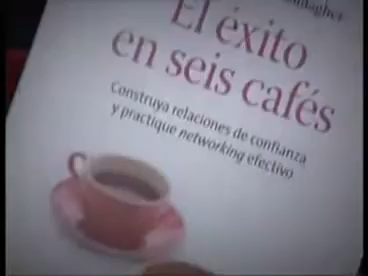 El éxito
en seis cafés
Construya relaciones de confianza
y practique networking efectivo